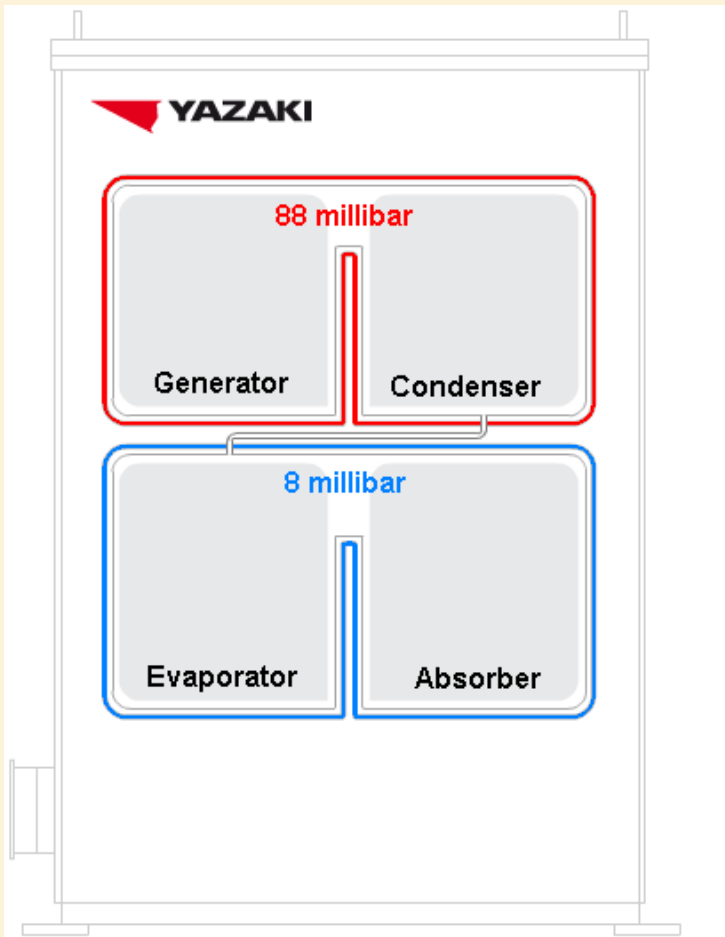 YAZAKI
88 millibar
Generator
Condenser
8 millibar
Evaporator
Absorber